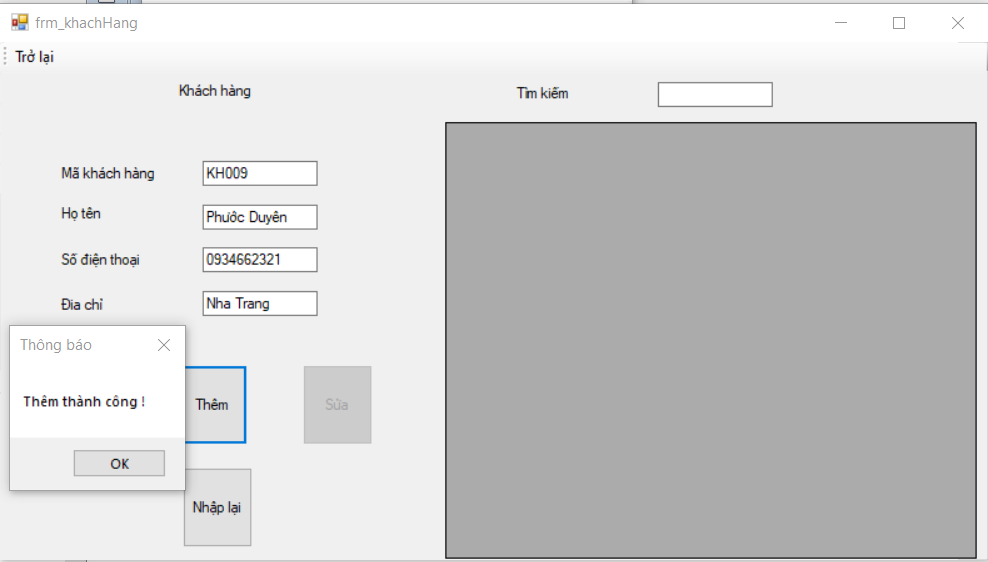 frm_khachHang
Trở lại
Khách hàng
Tìm kiếm
Mã khách hàng
KH009
Họ tên
Phước Duyên
Số điện thoại
0934662321
Đia chỉ
Nha Trang
Thông báo
Thêm thành công !
OK
Thêm
Sửa
Nhập lại